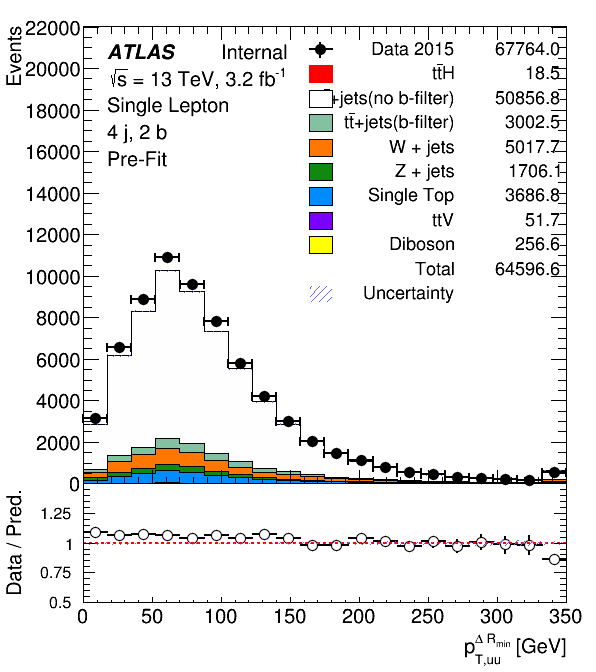 Events
ATLAS Internal
√s = 13 TeV, 3.2 fb⁻¹
Single Lepton
4 j, 2 b
Pre-Fit
Data 2015 67764.0
tt̄H 18.5
+jets(no b-filter) 50856.8
tt̄+jets(b-filter) 3002.5
W + jets 5017.7
Z + jets 1706.1
Single Top 3686.8
ttV 51.7
Diboson 256.6
Total 64596.6
Uncertainty
22000
20000
18000
16000
14000
12000
10000
8000
6000
4000
2000
0
Data / Pred.
1.25
1
0.75
0.5
0 50 100 150 200 250 300 350
p_{T,uu}^{Δ R_{min}} [GeV]